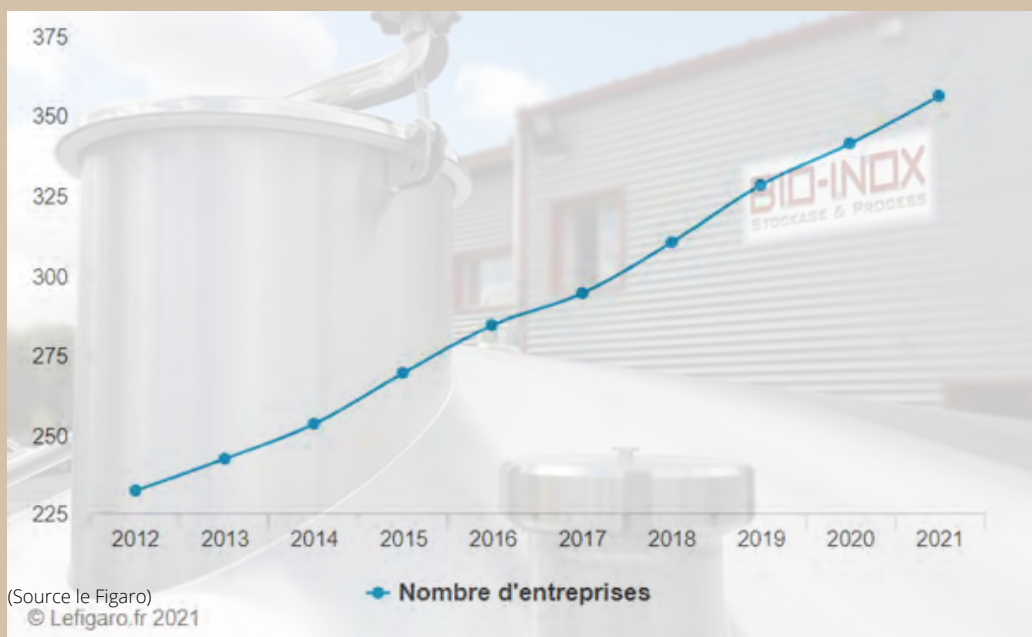 375
350
325
300
275
250
225
BIO-INOX
STOCKAGE & PROCESS
2012 2013 2014 2015 2016 2017 2018 2019 2020 2021
Nombre d'entreprises
(Source le Figaro)
© Lefigaro.fr 2021